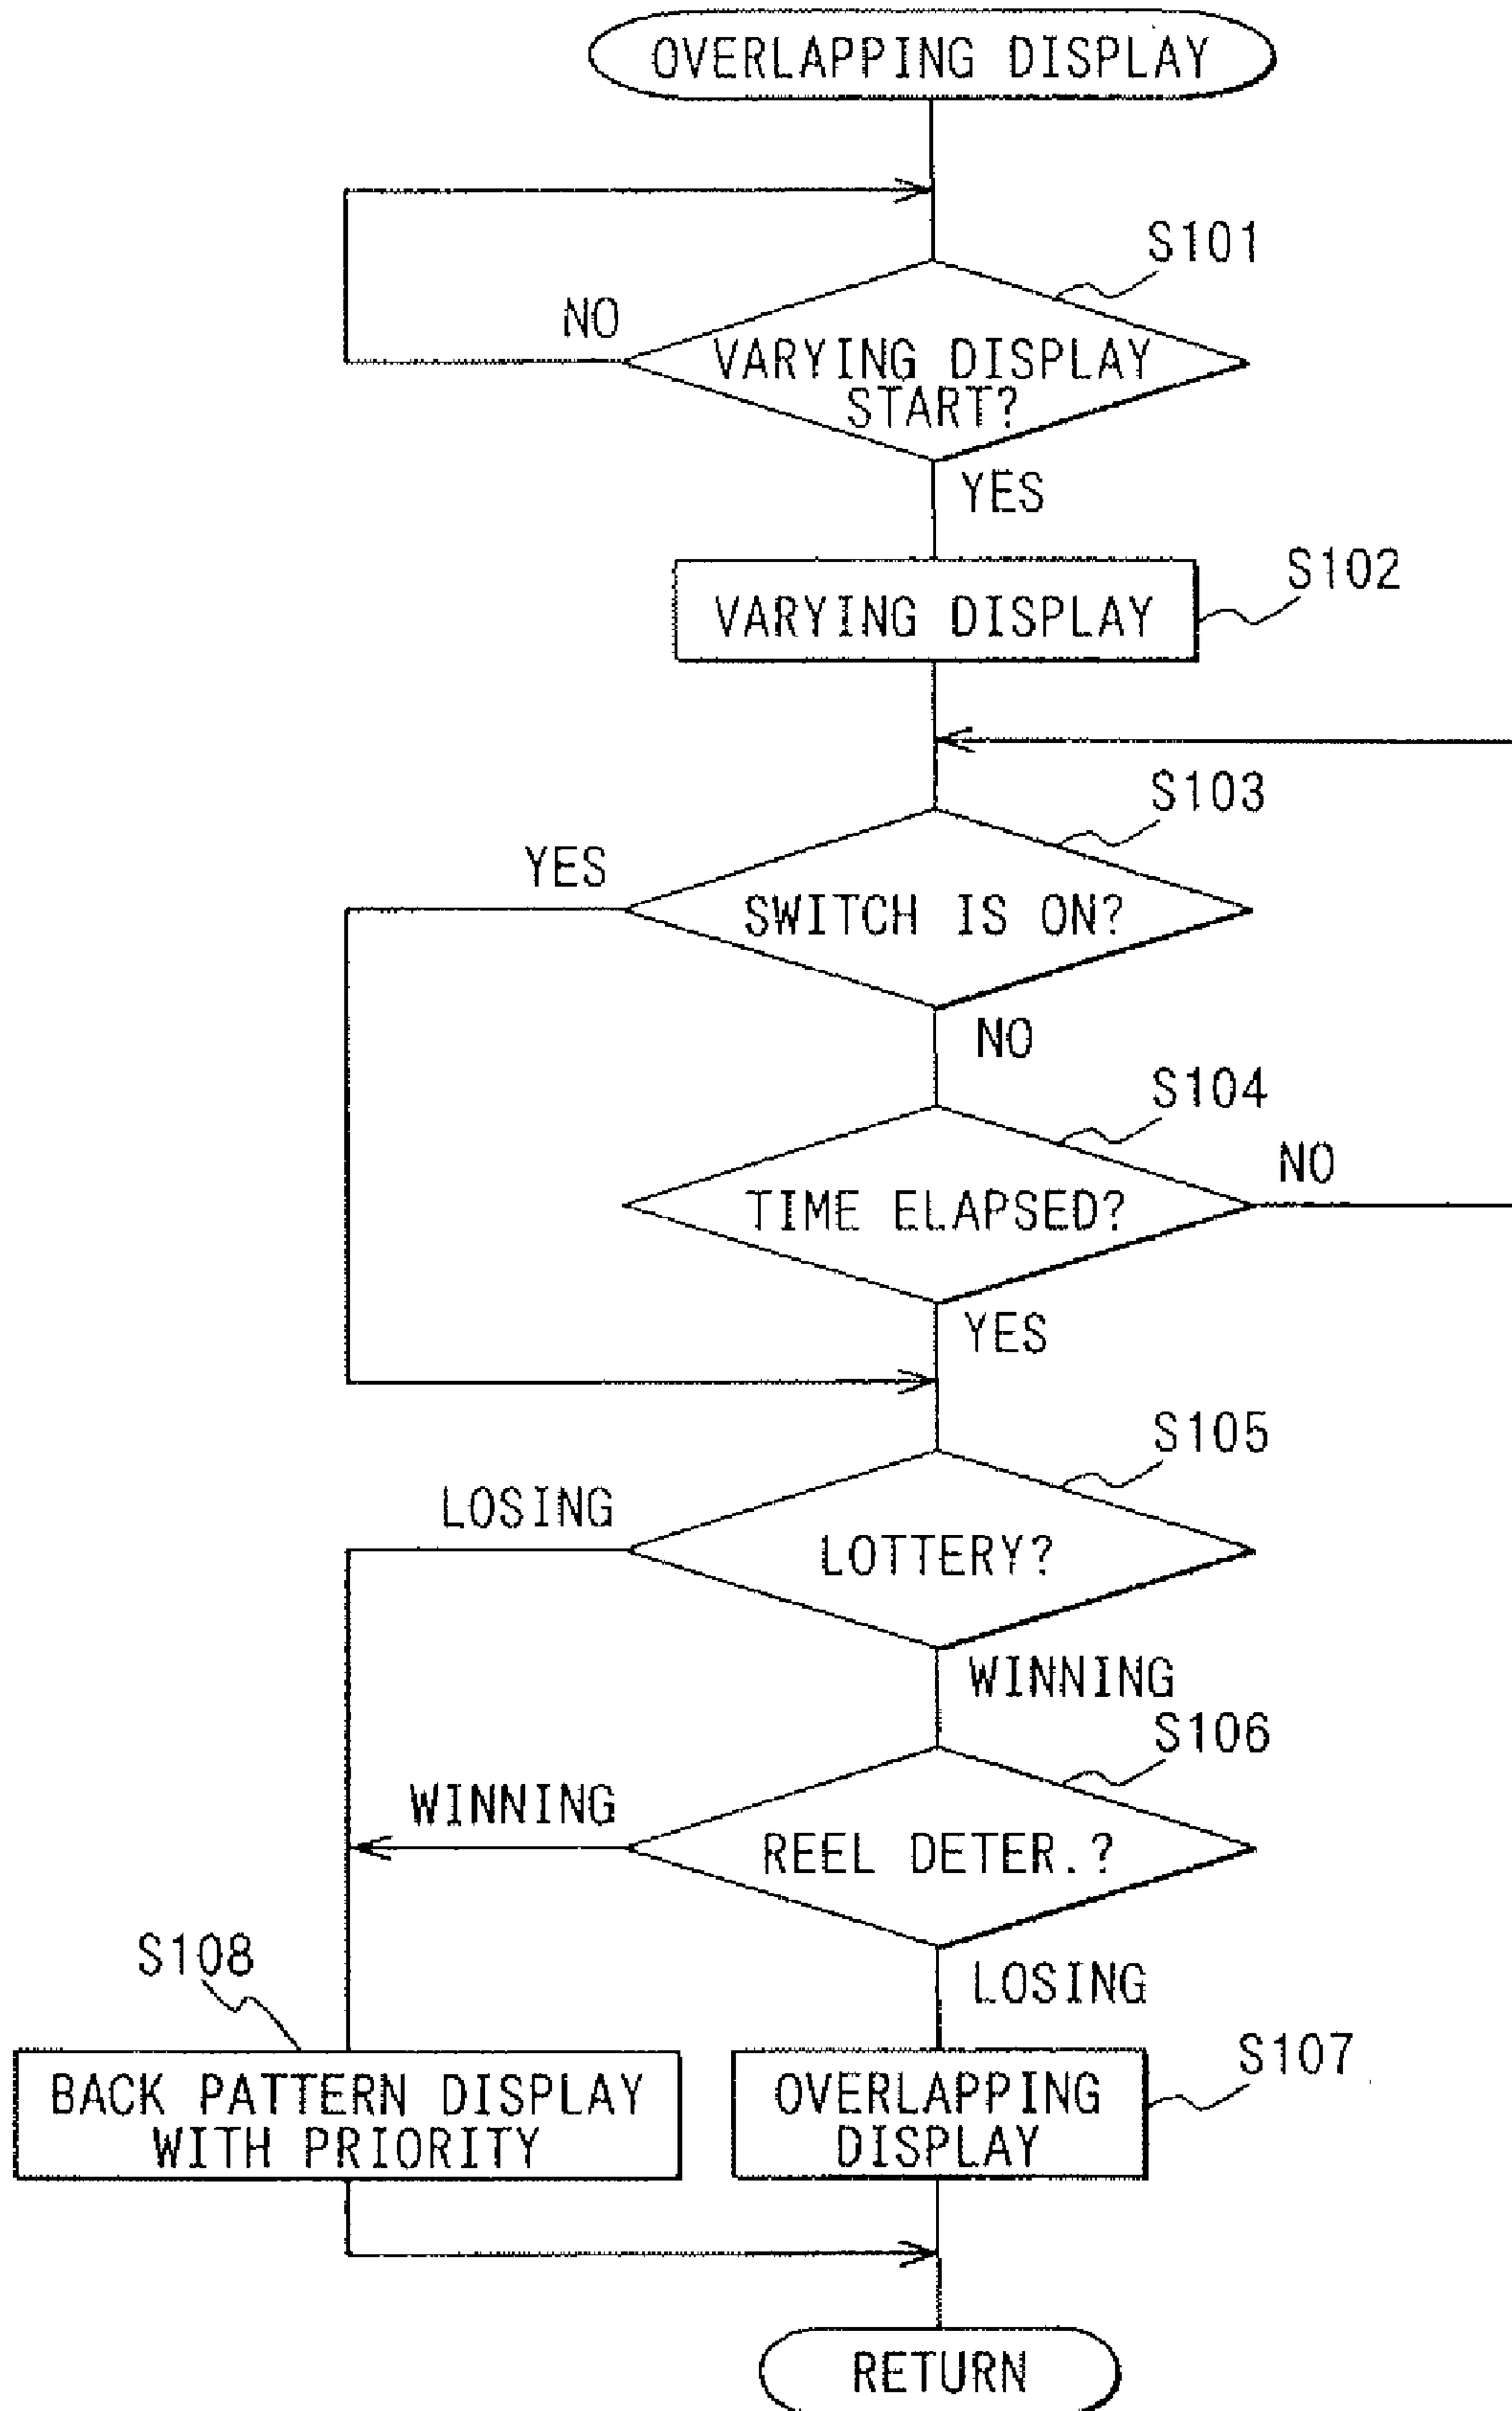 OVERLAPPING DISPLAY
S101
NO
VARYING DISPLAY
START?
YES
S102
VARYING DISPLAY
S103
YES
SWITCH IS ON?
NO
S104
NO
TIME ELAPSED?
YES
S105
LOSING
LOTTERY?
WINNING
S106
WINNING
REEL DETER.?
LOSING
S108
S107
BACK PATTERN DISPLAY
WITH PRIORITY
OVERLAPPING
DISPLAY
RETURN